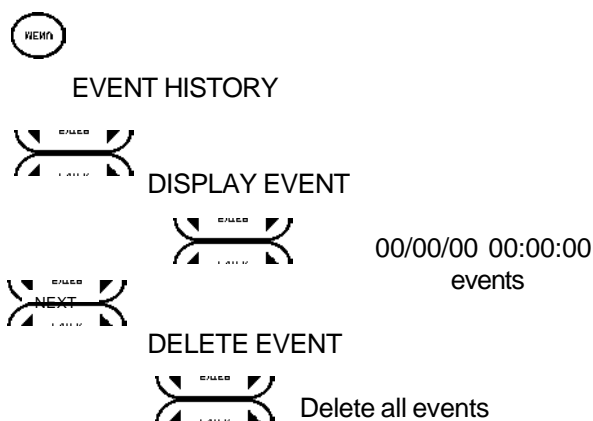 MENU
EVENT HISTORY
DISPLAY EVENT
00/00/00 00:00:00
events
NEXT
DELETE EVENT
Delete all events